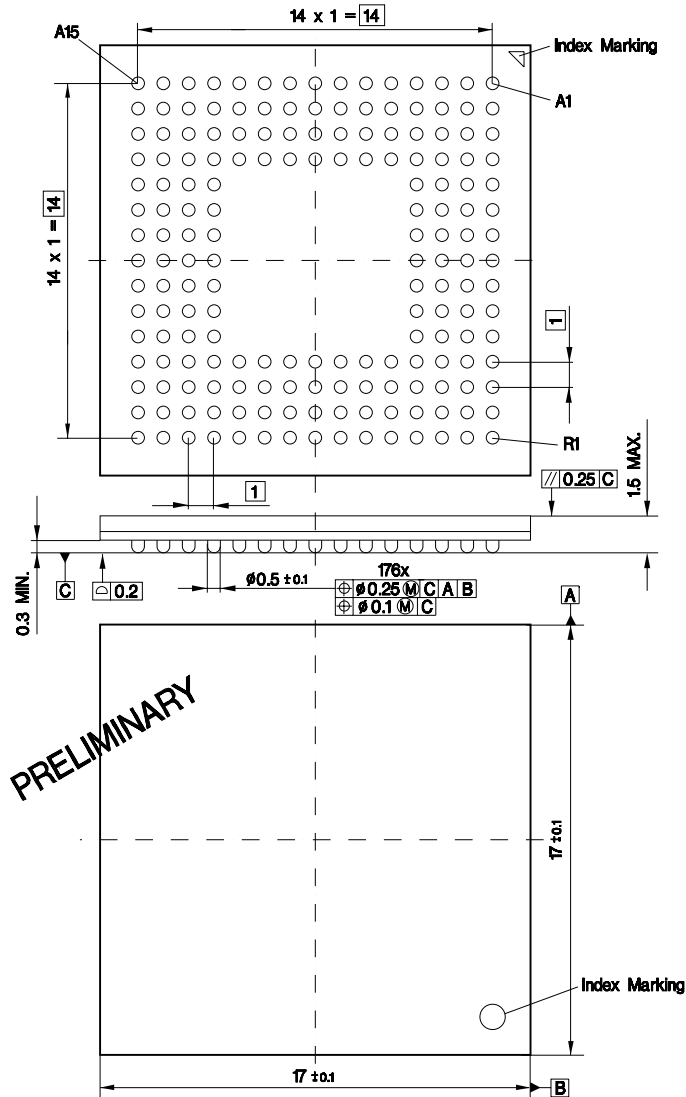 14 x 1 = 14
A15
Index Marking
A1
14 x 1 = 14
1
R1
1
// 0.25 C
1.5 MAX.
0.3 MIN.
C
⌓ 0.2
Ø0.5 ±0.1
176x
⌖ Ø0.25 Ⓜ C A B
⌖ Ø0.1 Ⓜ C
A
PRELIMINARY
17 ±0.1
Index Marking
17 ±0.1
B